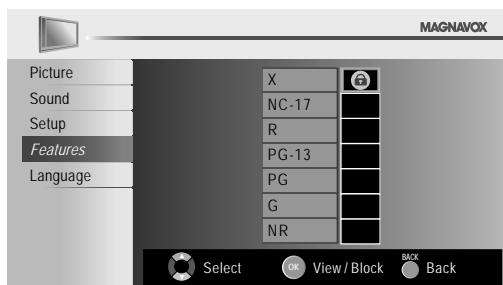 MAGNAVOX
Picture
Sound
Setup
Features
Language
X
NC-17
R
PG-13
PG
G
NR
Select
OK
View / Block
BACK
Back